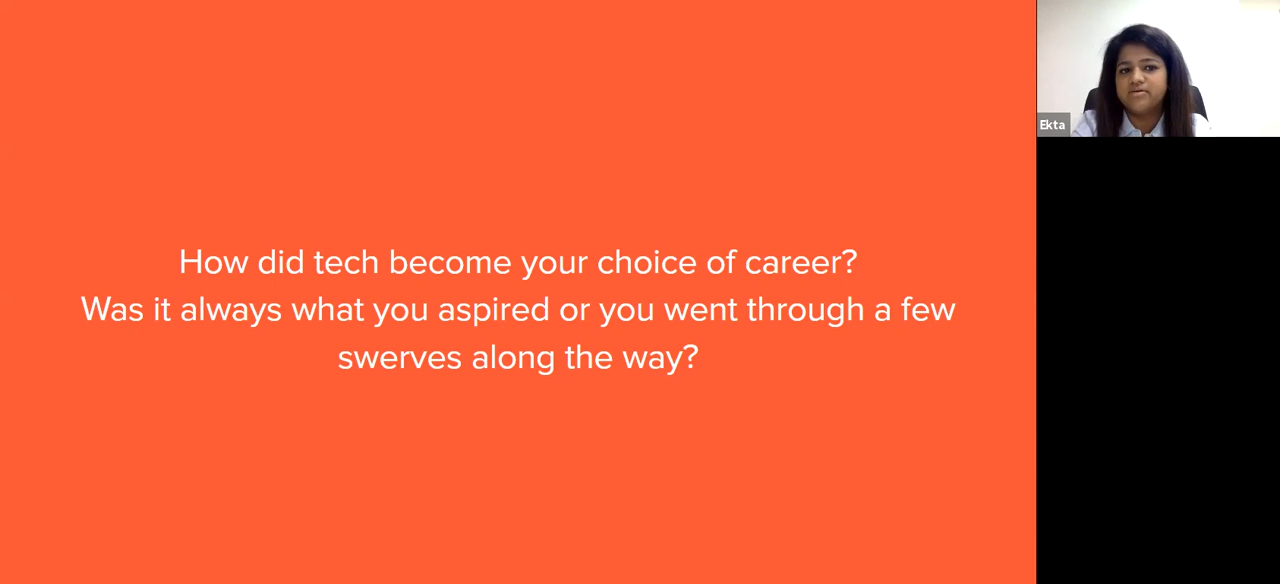 How did tech become your choice of career?
Was it always what you aspired or you went through a few
swerves along the way?
Ekta